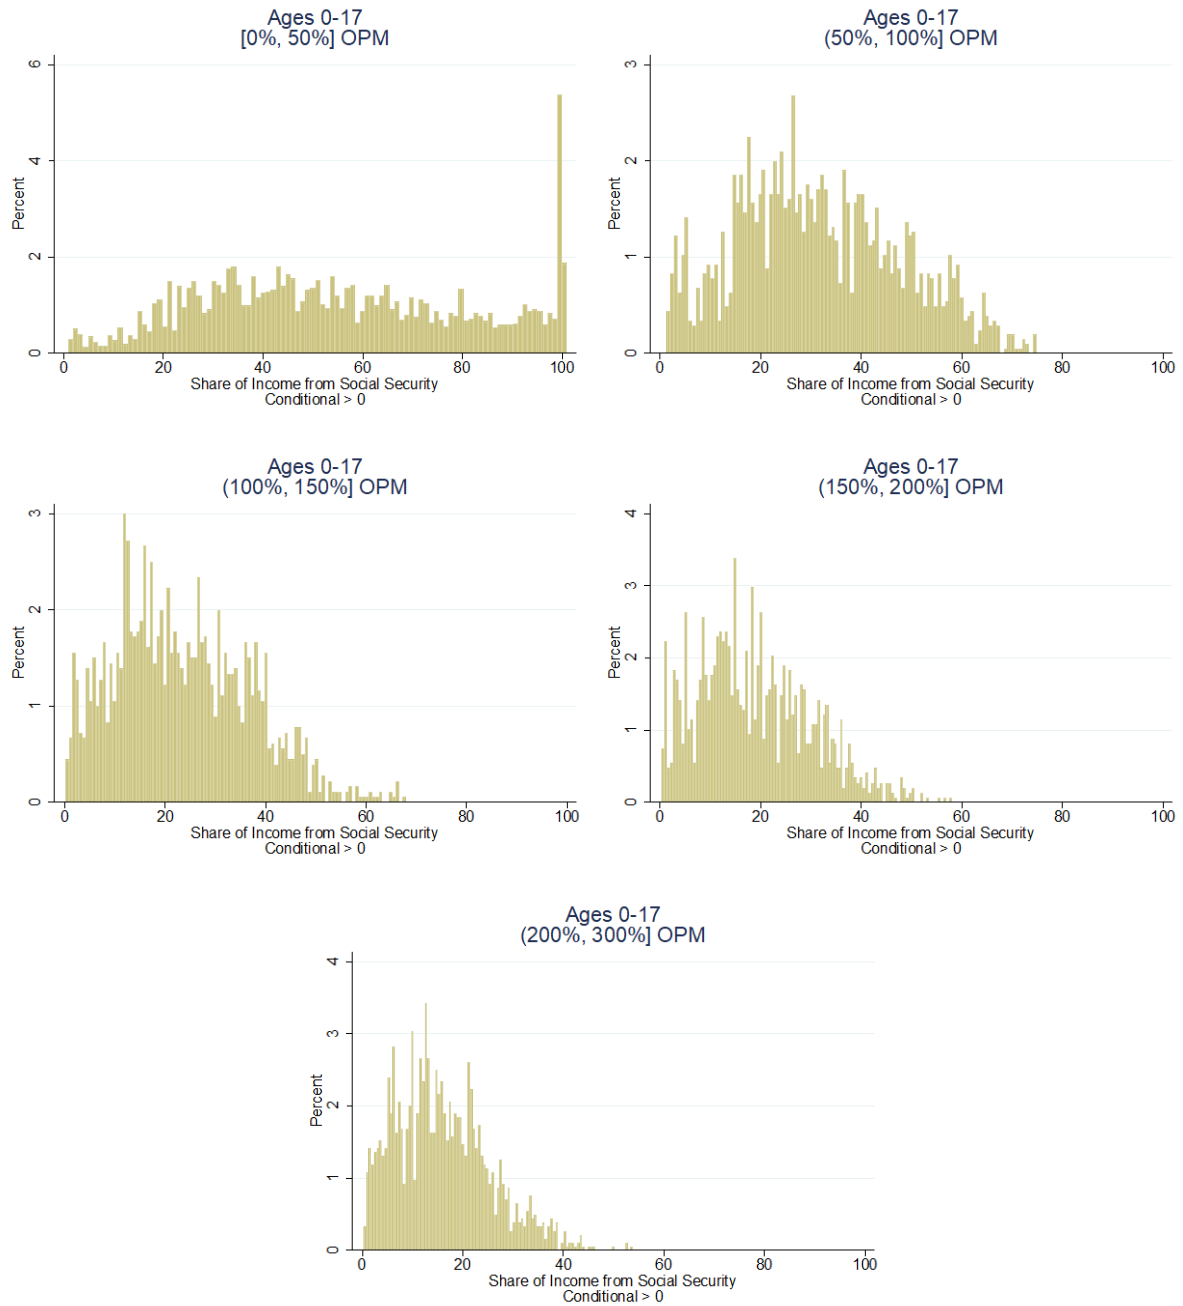 Ages 0-17
[0%, 50%] OPM
Percent
6
4
2
0
0 20 40 60 80 100
Share of Income from Social Security
Conditional > 0
Ages 0-17
(50%, 100%] OPM
Percent
3
2
1
0
0 20 40 60 80 100
Share of Income from Social Security
Conditional > 0
Ages 0-17
(100%, 150%] OPM
Percent
3
2
1
0
0 20 40 60 80 100
Share of Income from Social Security
Conditional > 0
Ages 0-17
(150%, 200%] OPM
Percent
4
3
2
1
0
0 20 40 60 80 100
Share of Income from Social Security
Conditional > 0
Ages 0-17
(200%, 300%] OPM
Percent
4
3
2
1
0
0 20 40 60 80 100
Share of Income from Social Security
Conditional > 0